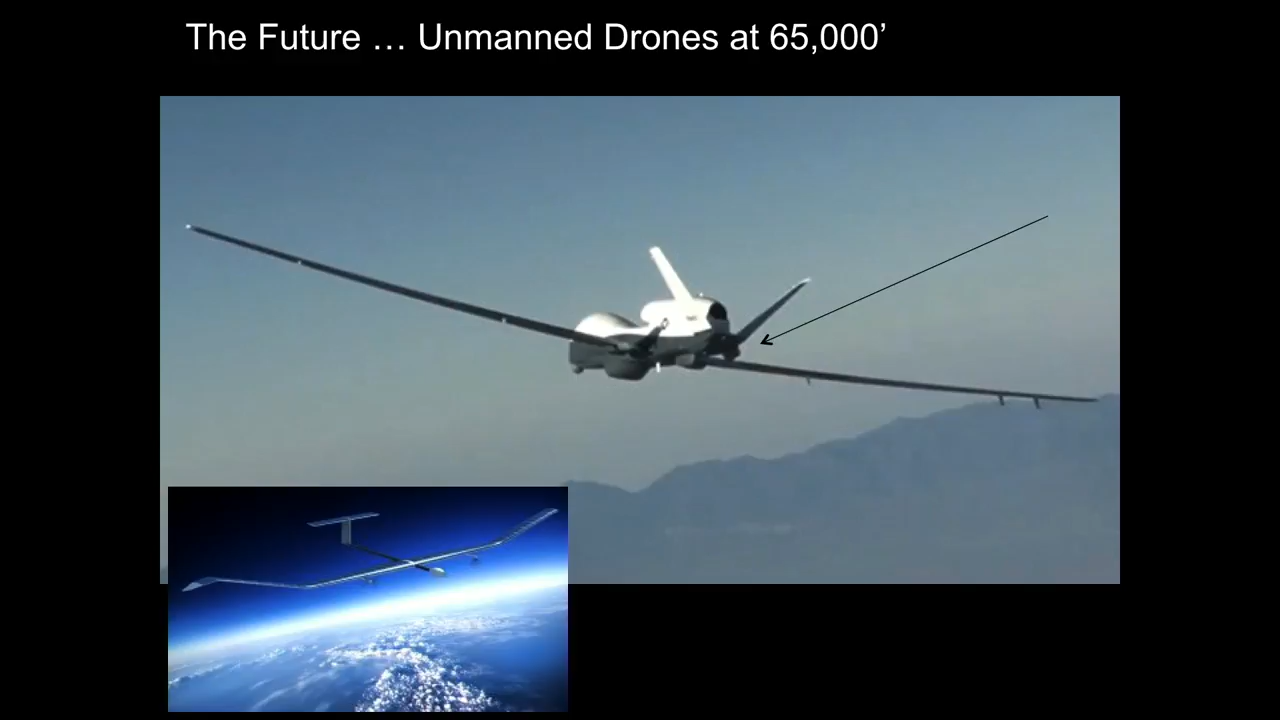 The Future … Unmanned Drones at 65,000’